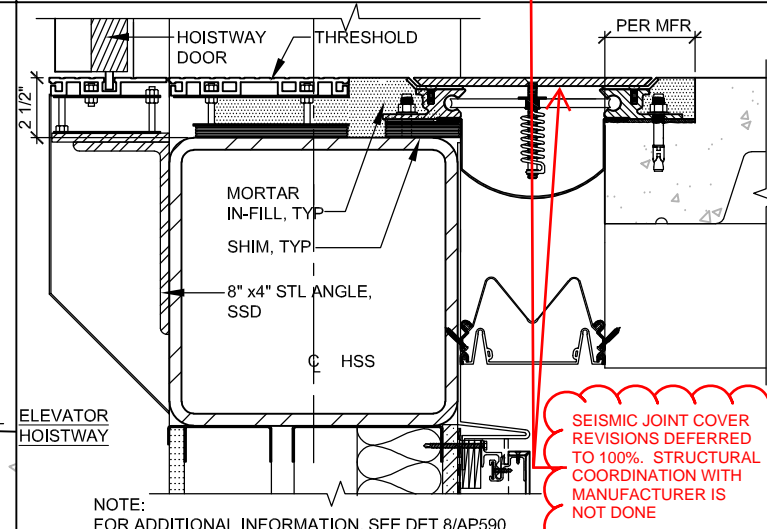 HOISTWAY
DOOR
THRESHOLD
PER MFR
2 1/2"
MORTAR
IN-FILL, TYP
SHIM, TYP
8" x4" STL ANGLE,
SSD
C L HSS
ELEVATOR
HOISTWAY
SEISMIC JOINT COVER
REVISIONS DEFERRED
TO 100%. STRUCTURAL
COORDINATION WITH
MANUFACTURER IS
NOT DONE
NOTE:
FOR ADDITIONAL INFORMATION, SEE DET 8/AP590